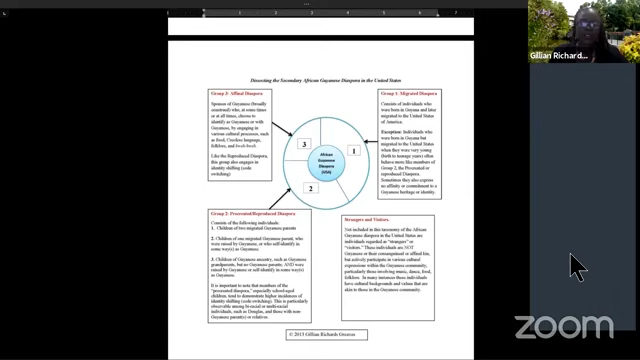 Gillian Richard...
Dissecting the Secondary African Guyanese Diaspora in the United States
Group 3: Affinal Diaspora
Spouses of Guyanese (broadly
construed) who, at some times
or at all times, choose to
identify as Guyanese or with
Guyanese, by engaging in
various cultural processes, such
as food, Creolese language,
folklore, and
Like the Reproduced Diaspora,
this group also engages in
identity shifting (code
switching)
Group 1: Migrated Diaspora
Consists of individuals who
were born in Guyana and later
migrated to the United States
of America.
Exception: Individuals who
were born in Guyana but
migrated to the United States
when they were very young
(birth to teenage years) often
behave more like members of
Group 2, the Procreated or
reproduced Diaspora.
Sometimes they also express
an affinity or commitment to a
Guyanese heritage or identity.
3
1
2
African
Guyanese
Diaspora
(USA)
Group 2: Procreated/Reproduced Diaspora
Consists of the following individuals:
1. Children of two migrated Guyanese parents
2. Children of one migrated Guyanese parent, who
were raised by Guyanese, or who self-identify in
some way(s) as Guyanese.
3. Children of Guyanese ancestry, such as Guyanese
grandparents, but no Guyanese parents, AND were
raised by Guyanese or self-identify in some way(s)
as Guyanese.
It is important to note that members of the
"procreated diaspora," especially school-aged
children, tend to demonstrate higher incidences of
identity shifting (code switching). This is particularly
observable among bi-racial or multi-racial
individuals, such as Douglas, and those with non-
Guyanese parent(s) or relatives.
Strangers and Visitors.
Not included in this taxonomy of the African
Guyanese diaspora in the United States are
individuals regarded as "strangers" or
"visitors." These individuals are NOT
Guyanese or their consanguined or affinal kin,
but actively participate in various cultural
expressions within the Guyanese community,
particularly those involving music, dance, food,
folklore. In many instances these individuals
have cultural backgrounds and values that are
akin to those in the Guyanese community.
© 2013 Gillian Richards Greaves
zoom